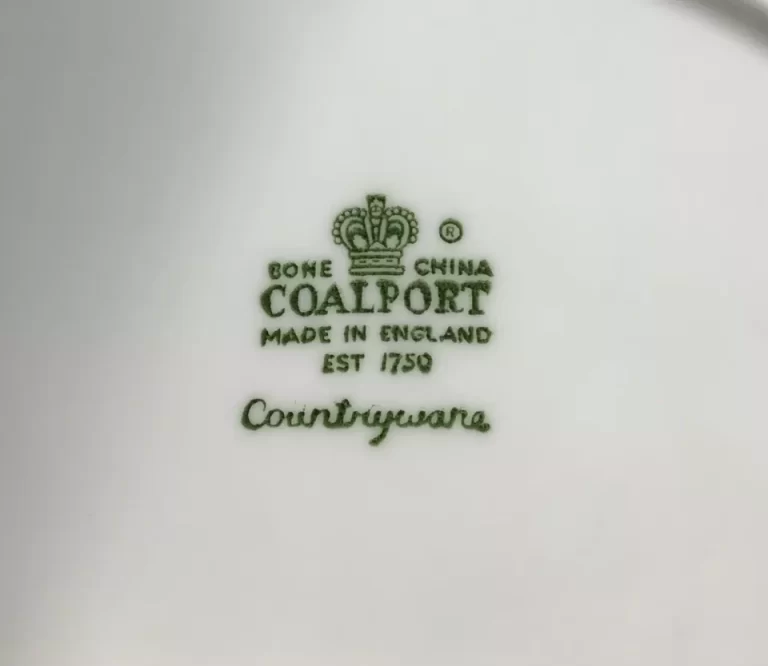 ®
BONE CHINA
COALPORT
MADE IN ENGLAND
EST 1750
Countryware